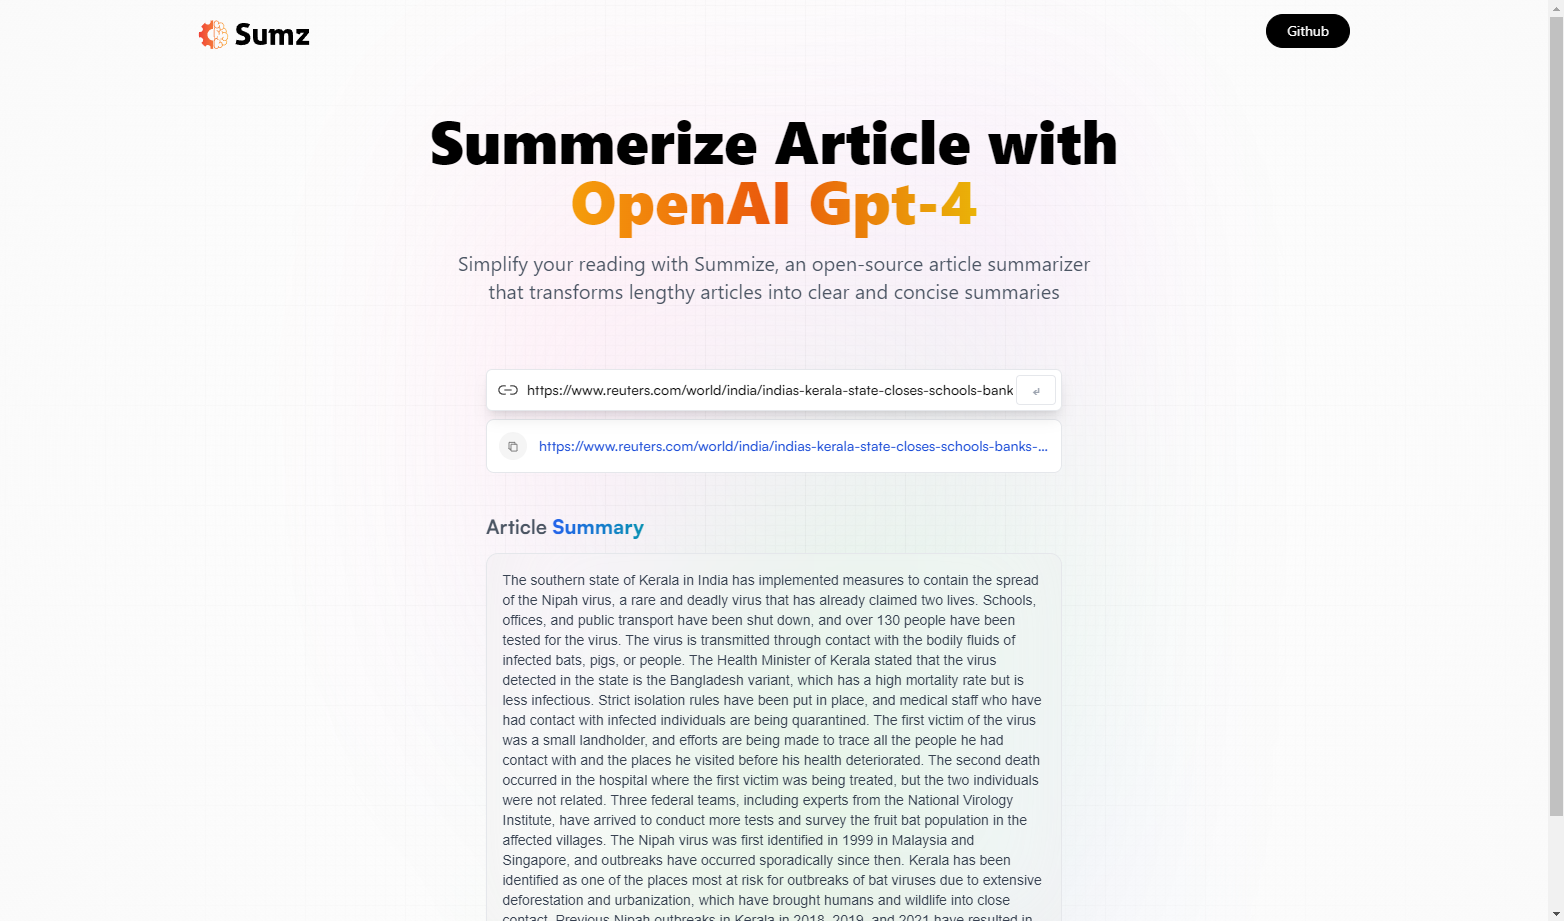 Sumz
Github
Summerize Article with
OpenAI Gpt-4
Simplify your reading with Summize, an open-source article summarizer
that transforms lengthy articles into clear and concise summaries
https://www.reuters.com/world/india/indias-kerala-state-closes-schools-bank
https://www.reuters.com/world/india/indias-kerala-state-closes-schools-banks-...
Article Summary
The southern state of Kerala in India has implemented measures to contain the spread
of the Nipah virus, a rare and deadly virus that has already claimed two lives. Schools,
offices, and public transport have been shut down, and over 130 people have been
tested for the virus. The virus is transmitted through contact with the bodily fluids of
infected bats, pigs, or people. The Health Minister of Kerala stated that the virus
detected in the state is the Bangladesh variant, which has a high mortality rate but is
less infectious. Strict isolation rules have been put in place, and medical staff who have
had contact with infected individuals are being quarantined. The first victim of the virus
was a small landholder, and efforts are being made to trace all the people he had
contact with and the places he visited before his health deteriorated. The second death
occurred in the hospital where the first victim was being treated, but the two individuals
were not related. Three federal teams, including experts from the National Virology
Institute, have arrived to conduct more tests and survey the fruit bat population in the
affected villages. The Nipah virus was first identified in 1999 in Malaysia and
Singapore, and outbreaks have occurred sporadically since then. Kerala has been
identified as one of the places most at risk for outbreaks of bat viruses due to extensive
deforestation and urbanization, which have brought humans and wildlife into close
contact. Previous Nipah outbreaks in Kerala in 2018, 2019, and 2021 have resulted in